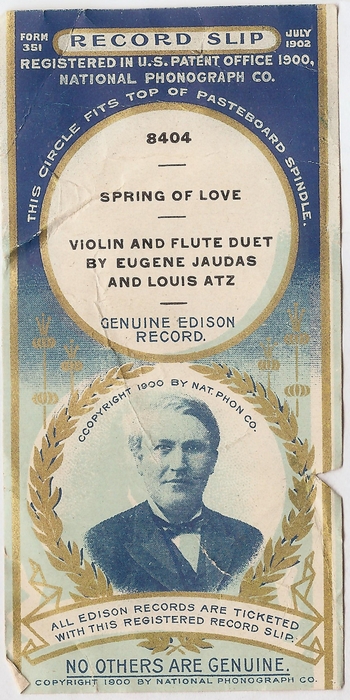 FORM 351
RECORD SLIP
JULY 1902
REGISTERED IN U.S. PATENT OFFICE 1900,
NATIONAL PHONOGRAPH CO.
THIS CIRCLE FITS TOP OF PASTEBOARD SPINDLE.
8404
SPRING OF LOVE
VIOLIN AND FLUTE DUET
BY EUGENE JAUDAS
AND LOUIS ATZ
GENUINE EDISON
RECORD.
CCOPYRIGHT 1900 BY NAT. PHON CO.
ALL EDISON RECORDS ARE TICKETED
WITH THIS REGISTERED RECORD SLIP.
NO OTHERS ARE GENUINE.
COPYRIGHT 1900 BY NATIONAL PHONOGRAPH CO.